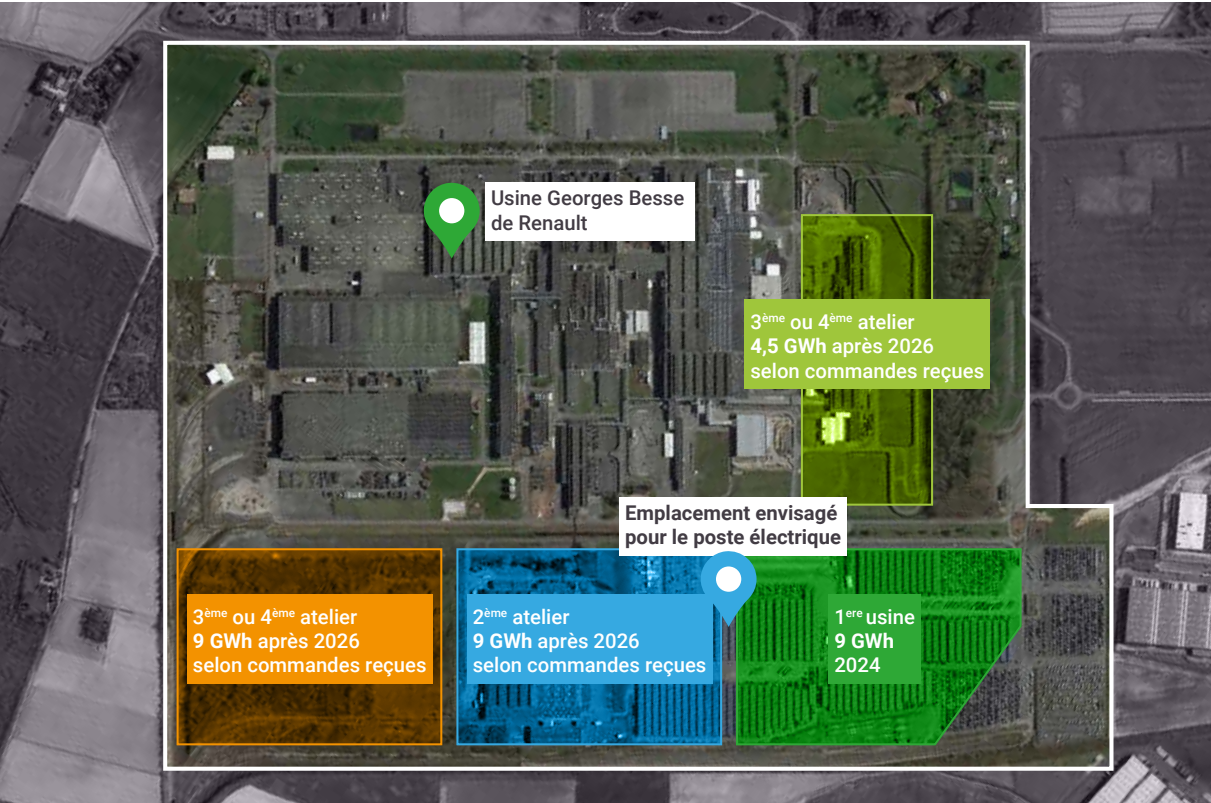 Usine Georges Besse
de Renault
3ème ou 4ème atelier
4,5 GWh après 2026
selon commandes reçues
Emplacement envisagé
pour le poste électrique
3ème ou 4ème atelier
9 GWh après 2026
selon commandes reçues
2ème atelier
9 GWh après 2026
selon commandes reçues
1ere usine
9 GWh
2024